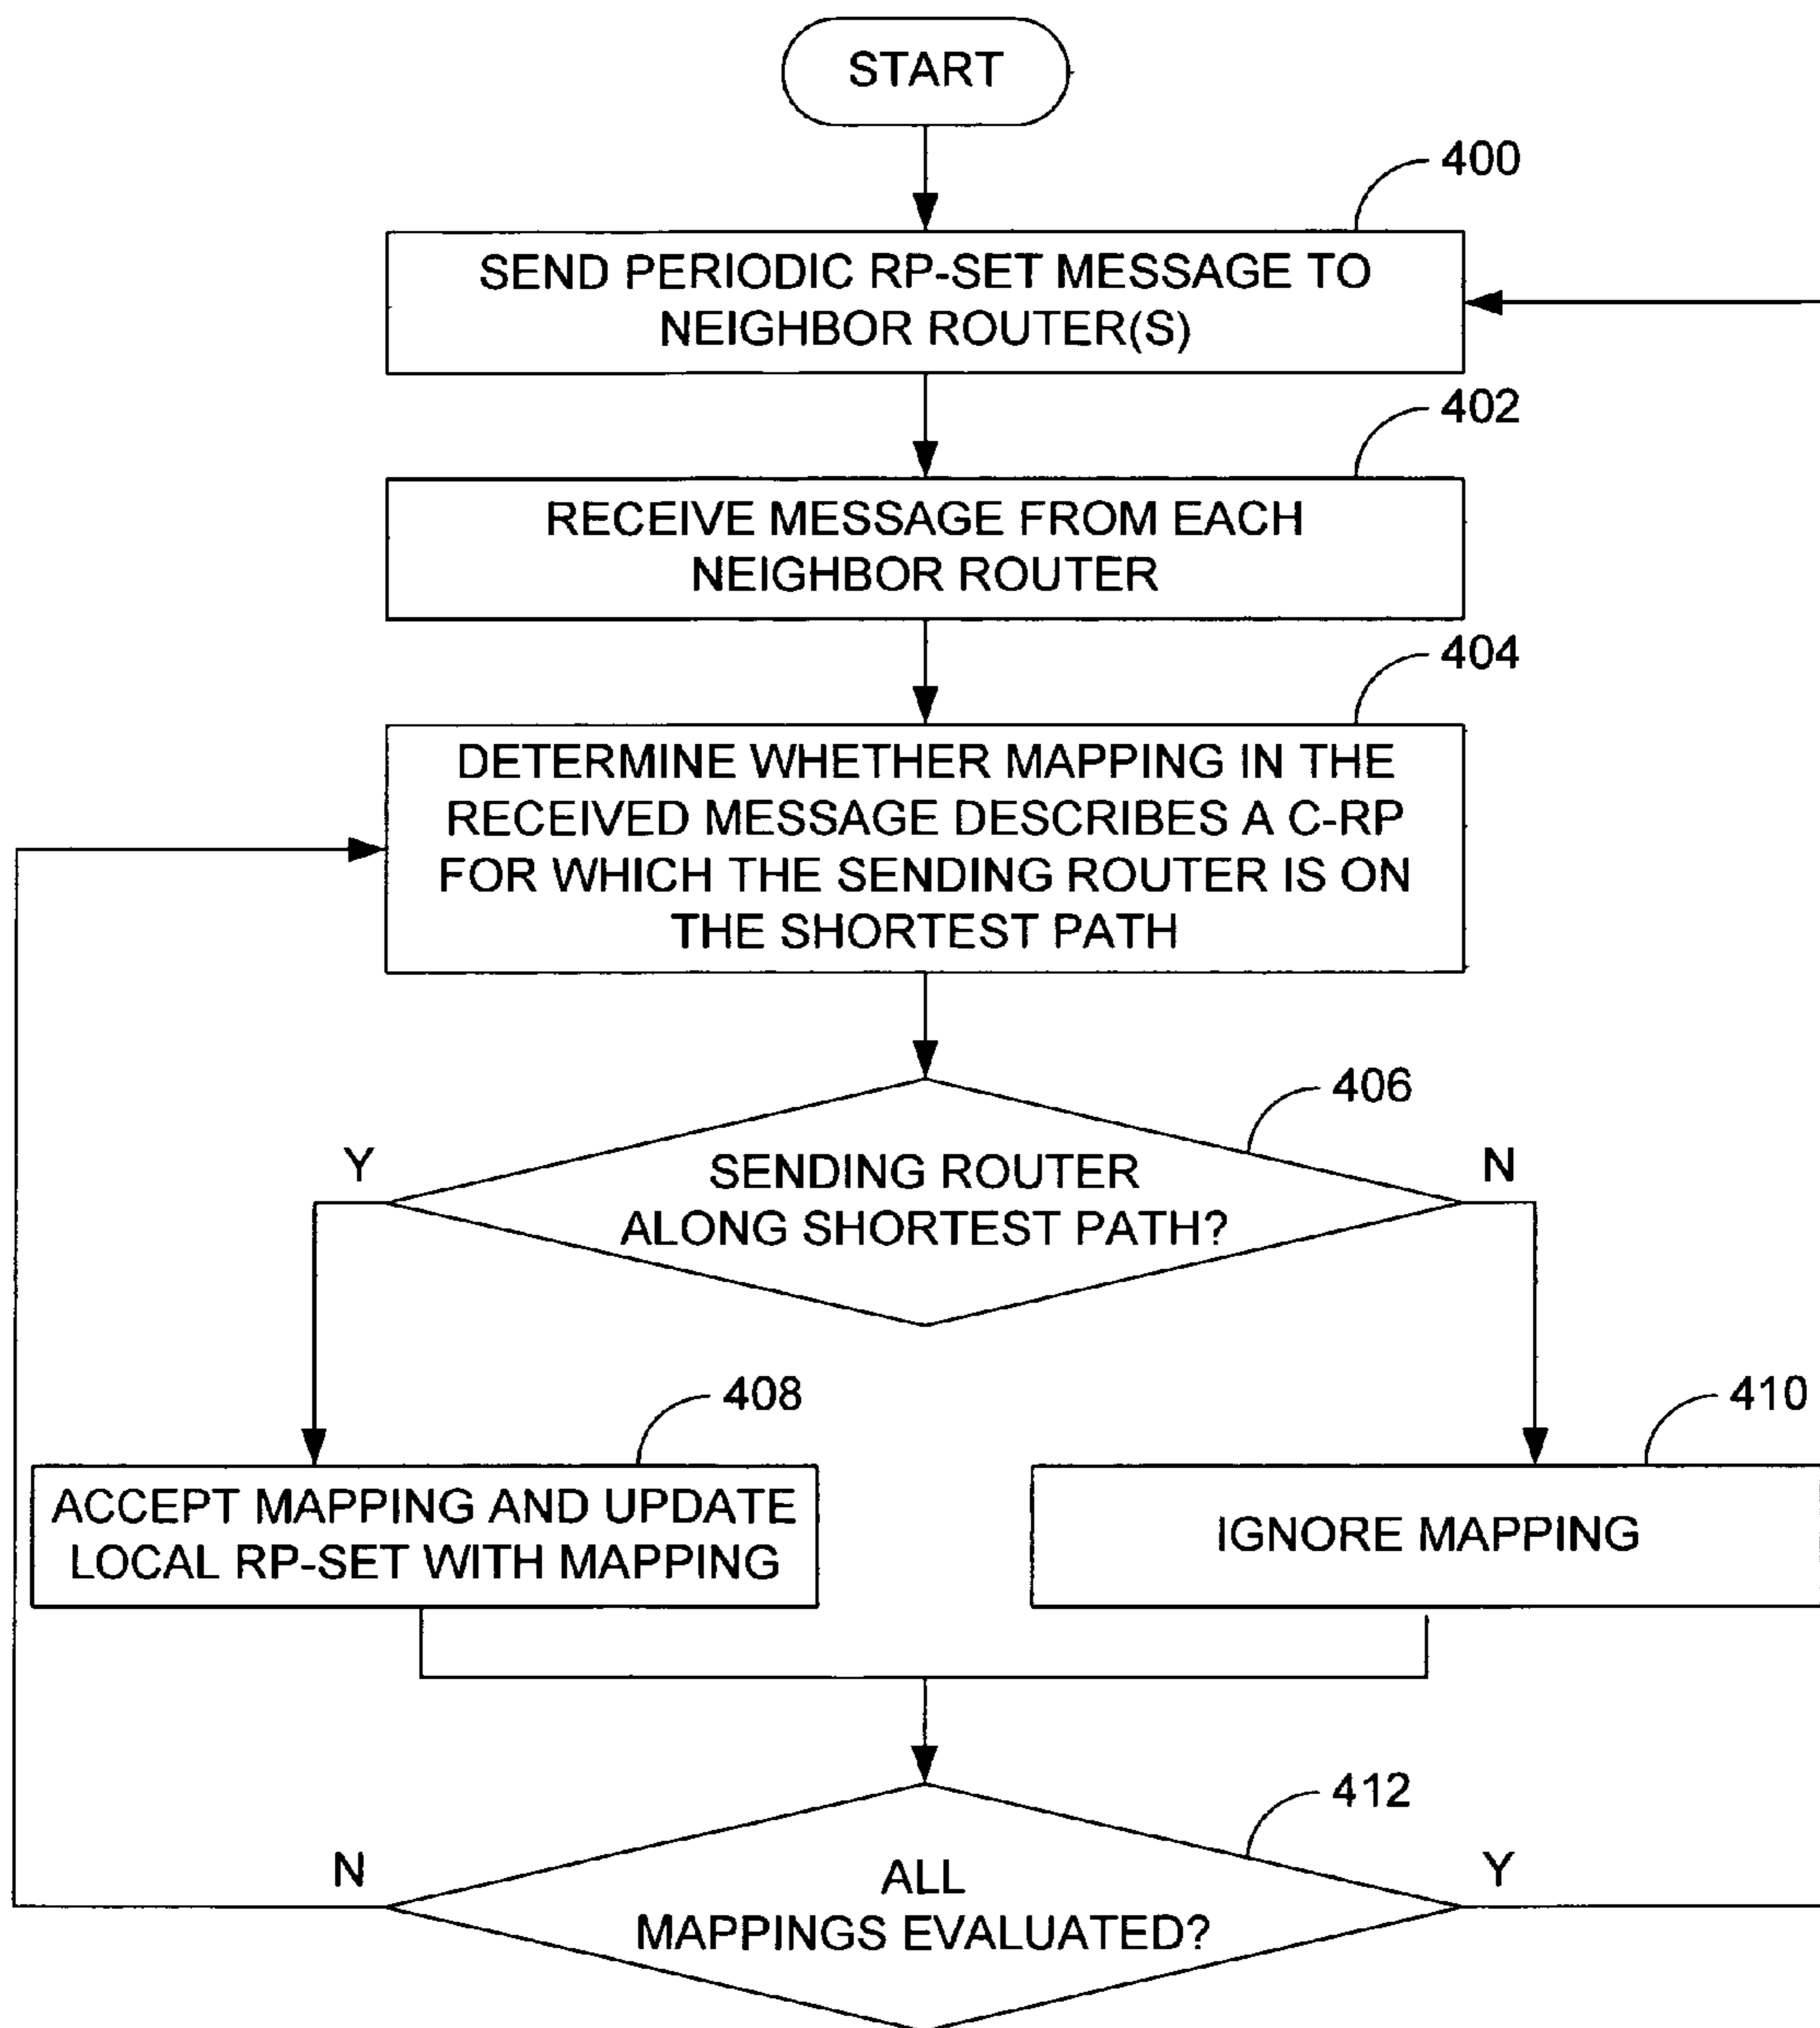 START
400
SEND PERIODIC RP-SET MESSAGE TO
NEIGHBOR ROUTER(S)
402
RECEIVE MESSAGE FROM EACH
NEIGHBOR ROUTER
404
DETERMINE WHETHER MAPPING IN THE
RECEIVED MESSAGE DESCRIBES A C-RP
FOR WHICH THE SENDING ROUTER IS ON
THE SHORTEST PATH
406
Y
SENDING ROUTER
ALONG SHORTEST PATH?
N
408
ACCEPT MAPPING AND UPDATE
LOCAL RP-SET WITH MAPPING
410
IGNORE MAPPING
412
N
ALL
MAPPINGS EVALUATED?
Y